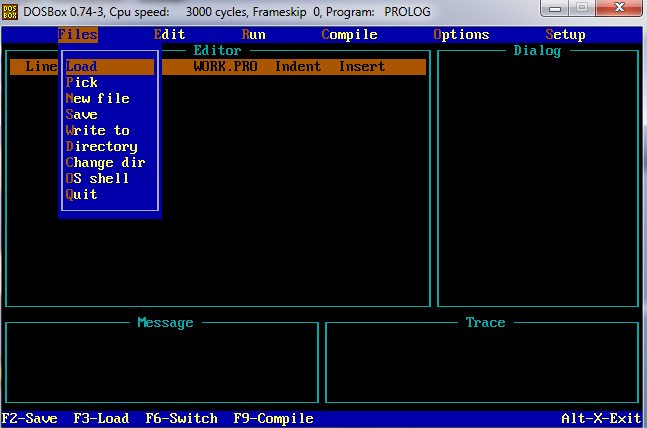 DOS BOX DOSBox 0.74-3, Cpu speed: 3000 cycles, Frameskip 0, Program: PROLOG
Files Edit Run Compile Options Setup
Editor Dialog
Line WORK.PRO Indent Insert
Load
Pick
New file
Save
Write to
Directory
Change dir
OS shell
Quit
Message Trace
F2-Save F3-Load F6-Switch F9-Compile Alt-X-Exit